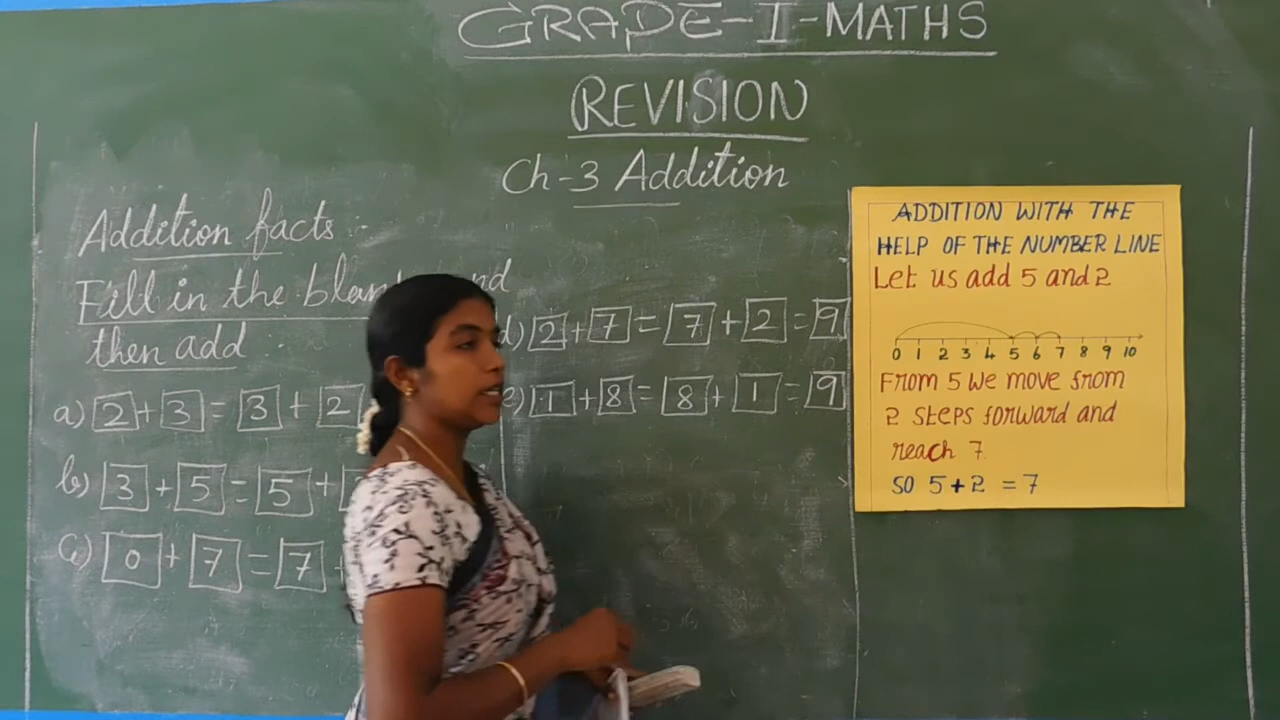 GRADE-I-MATHS
REVISION
Ch-3 Addition
Addition facts:
Fill in the
then add:
a) 2+3=3+2
b) 3+5=5+
c) 0+7=7+
d) 2+7=7+2=9
e) 1+8=8+1=9
ADDITION WITH THE
HELP OF THE NUMBER LINE
Let us add 5 and 2
0 1 2 3 4 5 6 7 8 9 10
From 5 We move from
2 steps forward and
reach 7.
so 5+2 =7